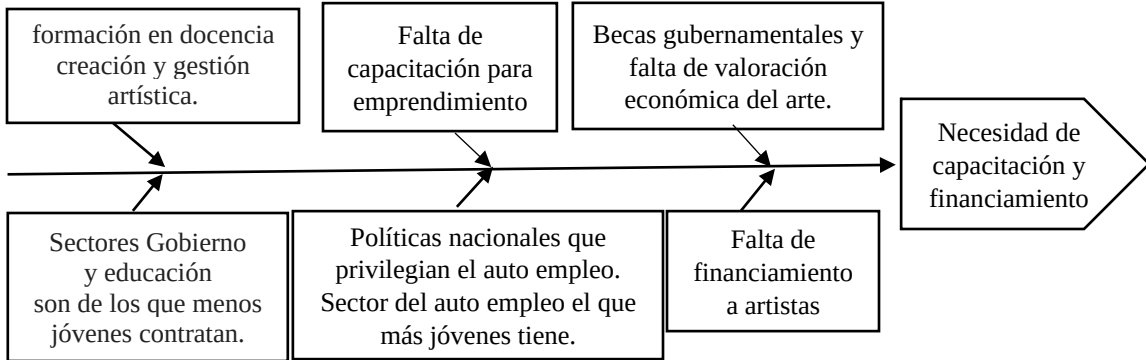 formación en docencia
creación y gestión
artística.
Falta de
capacitación para
emprendimiento
Becas gubernamentales y
falta de valoración
económica del arte.
Necesidad de
capacitación y
financiamiento
Sectores Gobierno
y educación
son de los que menos
jóvenes contratan.
Políticas nacionales que
privilegian el auto empleo.
Sector del auto empleo el que
más jóvenes tiene.
Falta de
financiamiento
a artistas